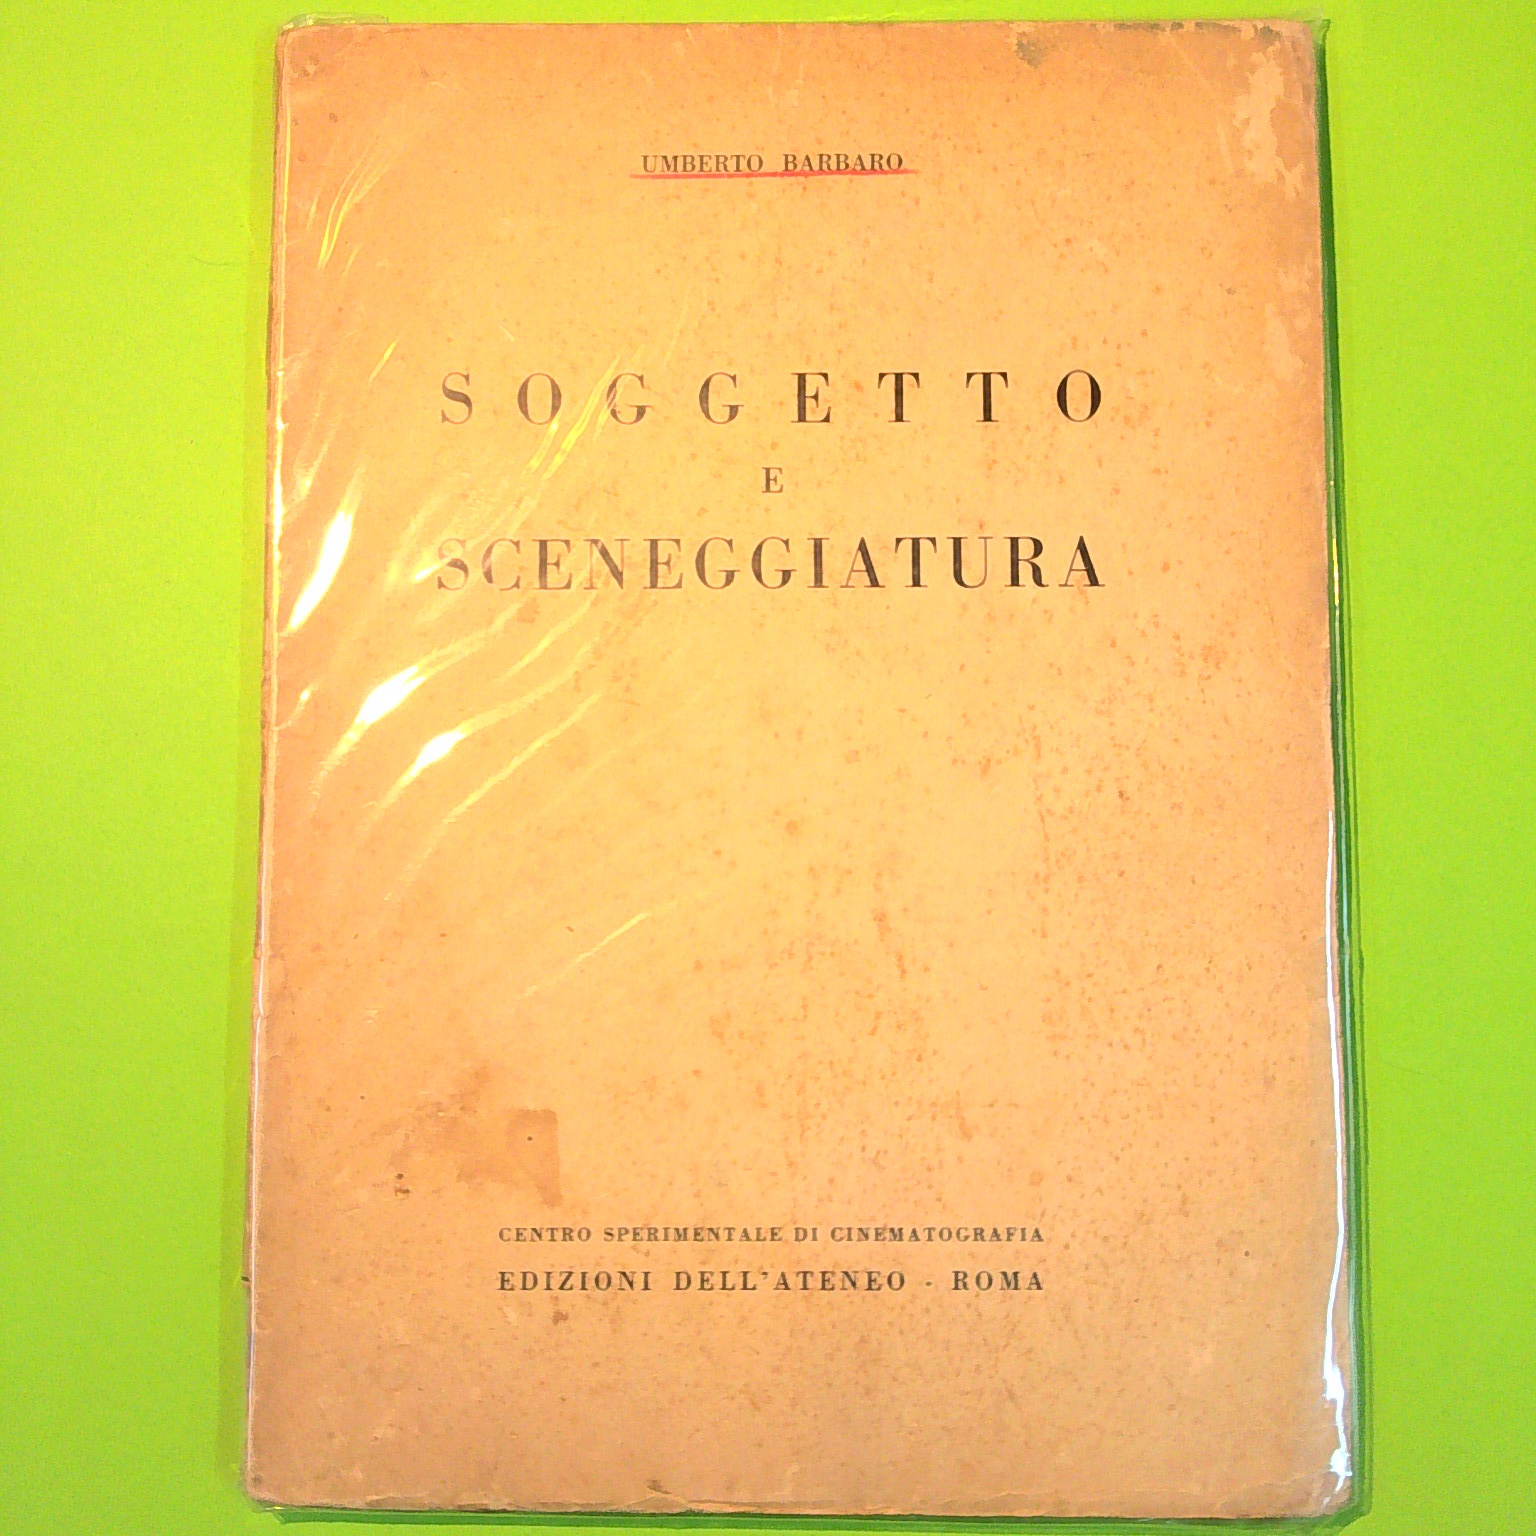 UMBERTO BARBARO
SOGGETTO
E
SCENEGGIATURA
CENTRO SPERIMENTALE DI CINEMATOGRAFIA
EDIZIONI DELL'ATENEO - ROMA